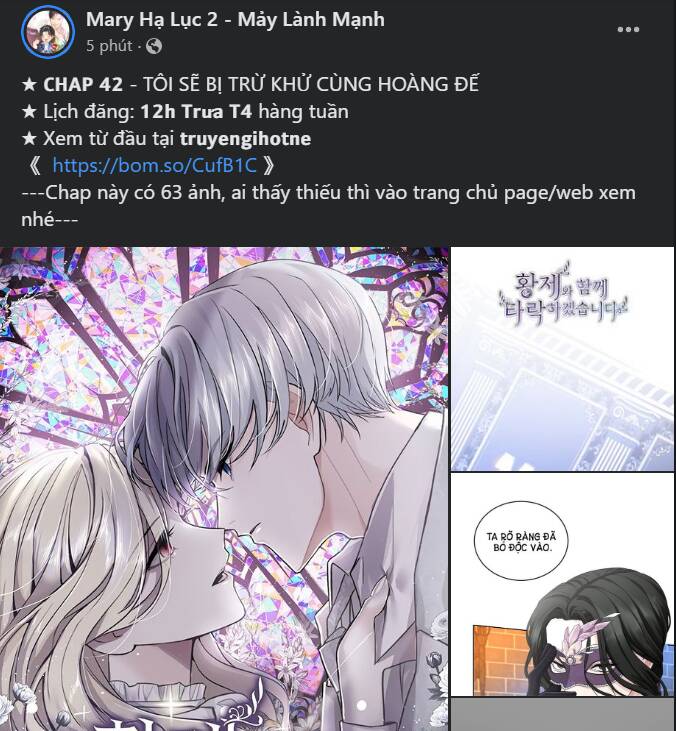 Mary Hạ Lục 2 - Mảy Lành Mạnh
5 phút ·
★ CHAP 42 - TÔI SẼ BỊ TRỪ KHỬ CÙNG HOÀNG ĐẾ
★ Lịch đăng: 12h Trưa T4 hàng tuần
★ Xem từ đầu tại truyengihotne
《 https://bom.so/CufB1C 》
---Chap này có 63 ảnh, ai thấy thiếu thì vào trang chủ page/web xem
nhé---
황제와 함께
타락하겠습니다
TA RÕ RÀNG ĐÃ
BỎ ĐỘC VÀO.